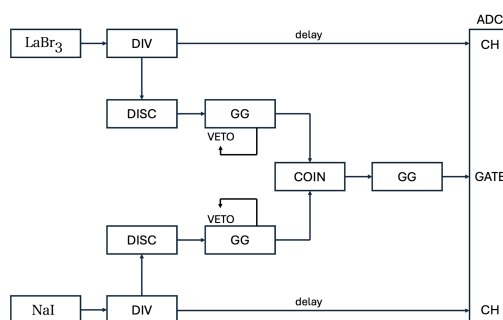 ADC
LaBr3
DIV
delay
CH
DISC
GG
VETO
COIN
GG
GATE
VETO
DISC
GG
NaI
DIV
delay
CH